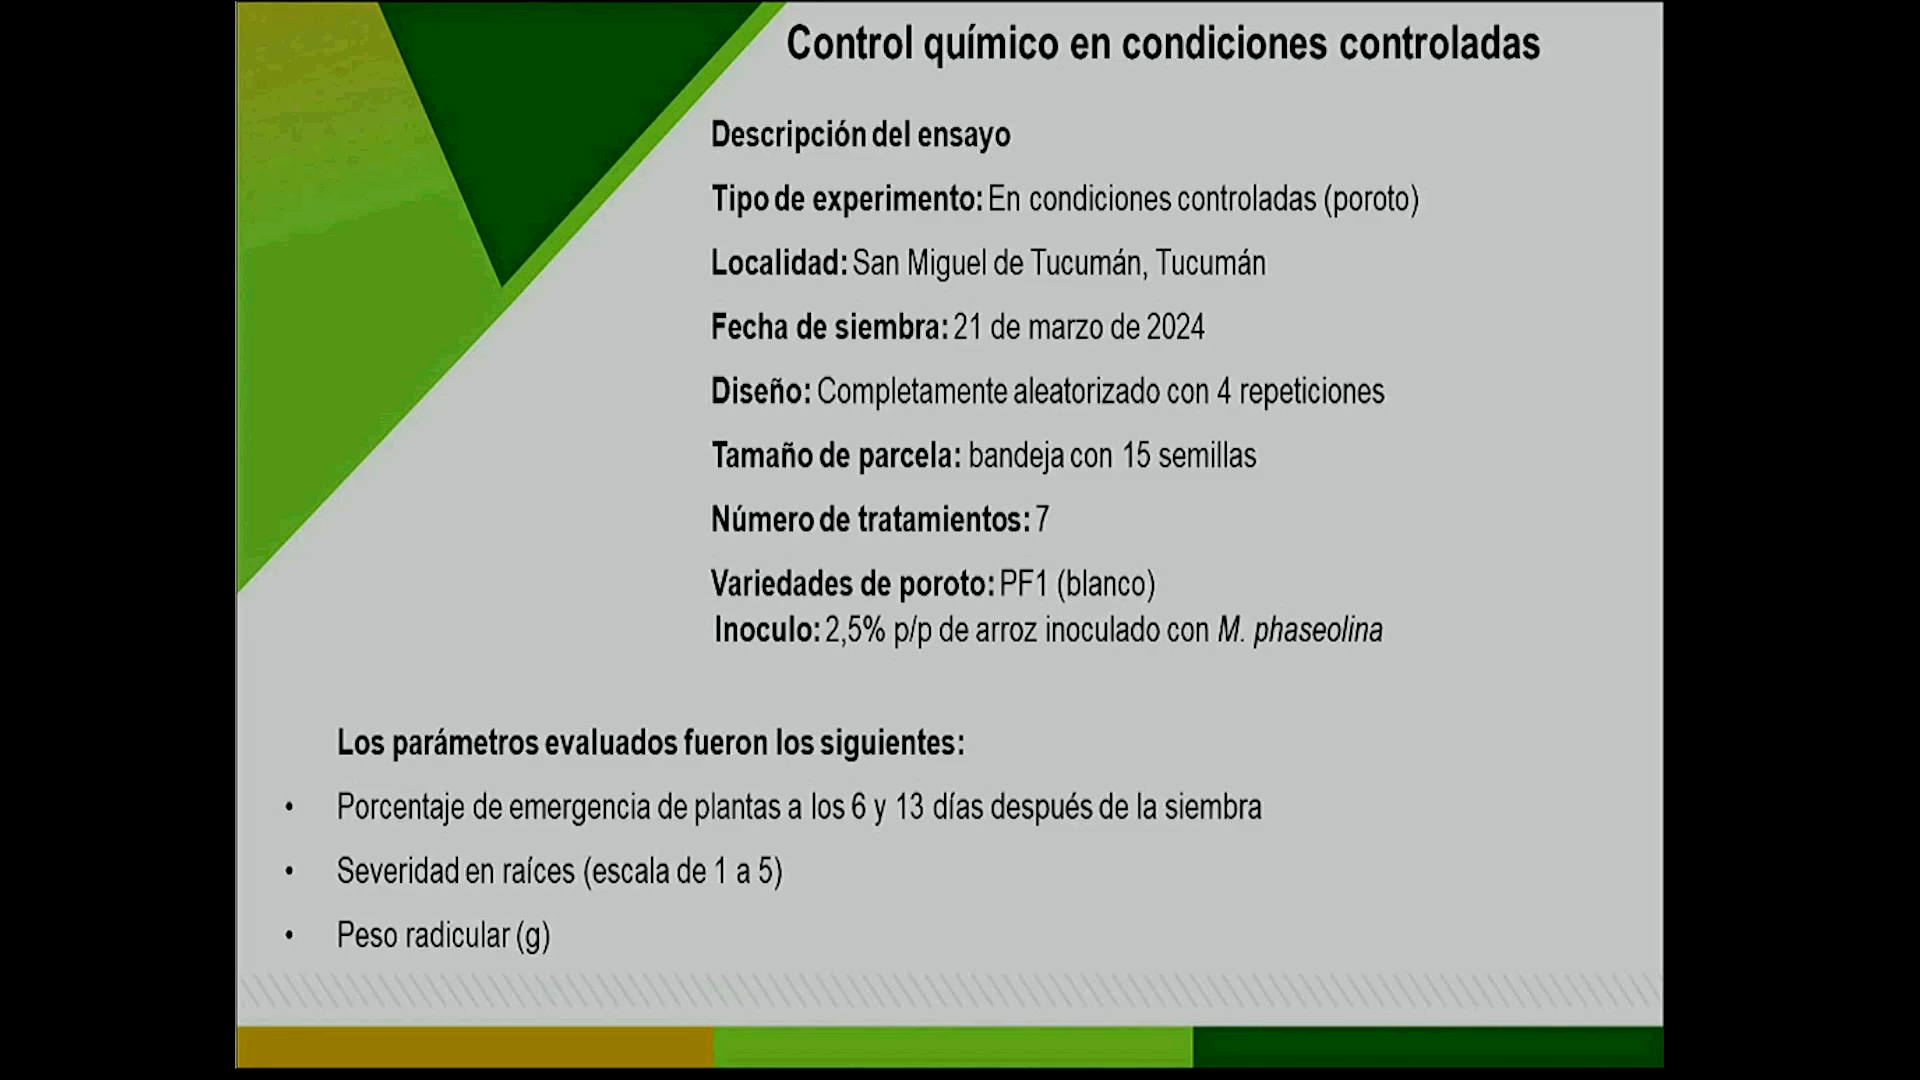 Control químico en condiciones controladas
Descripción del ensayo
Tipo de experimento: En condiciones controladas (poroto)
Localidad: San Miguel de Tucumán, Tucumán
Fecha de siembra: 21 de marzo de 2024
Diseño: Completamente aleatorizado con 4 repeticiones
Tamaño de parcela: bandeja con 15 semillas
Número de tratamientos: 7
Variedades de poroto: PF1 (blanco)
Inoculo: 2,5% p/p de arroz inoculado con M. phaseolina
Los parámetros evaluados fueron los siguientes:
• Porcentaje de emergencia de plantas a los 6 y 13 días después de la siembra
• Severidad en raíces (escala de 1 a 5)
• Peso radicular (g)